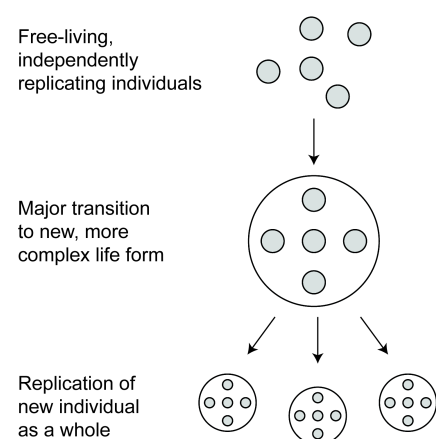 Free-living,
independently
replicating individuals
Major transition
to new, more
complex life form
Replication of
new individual
as a whole